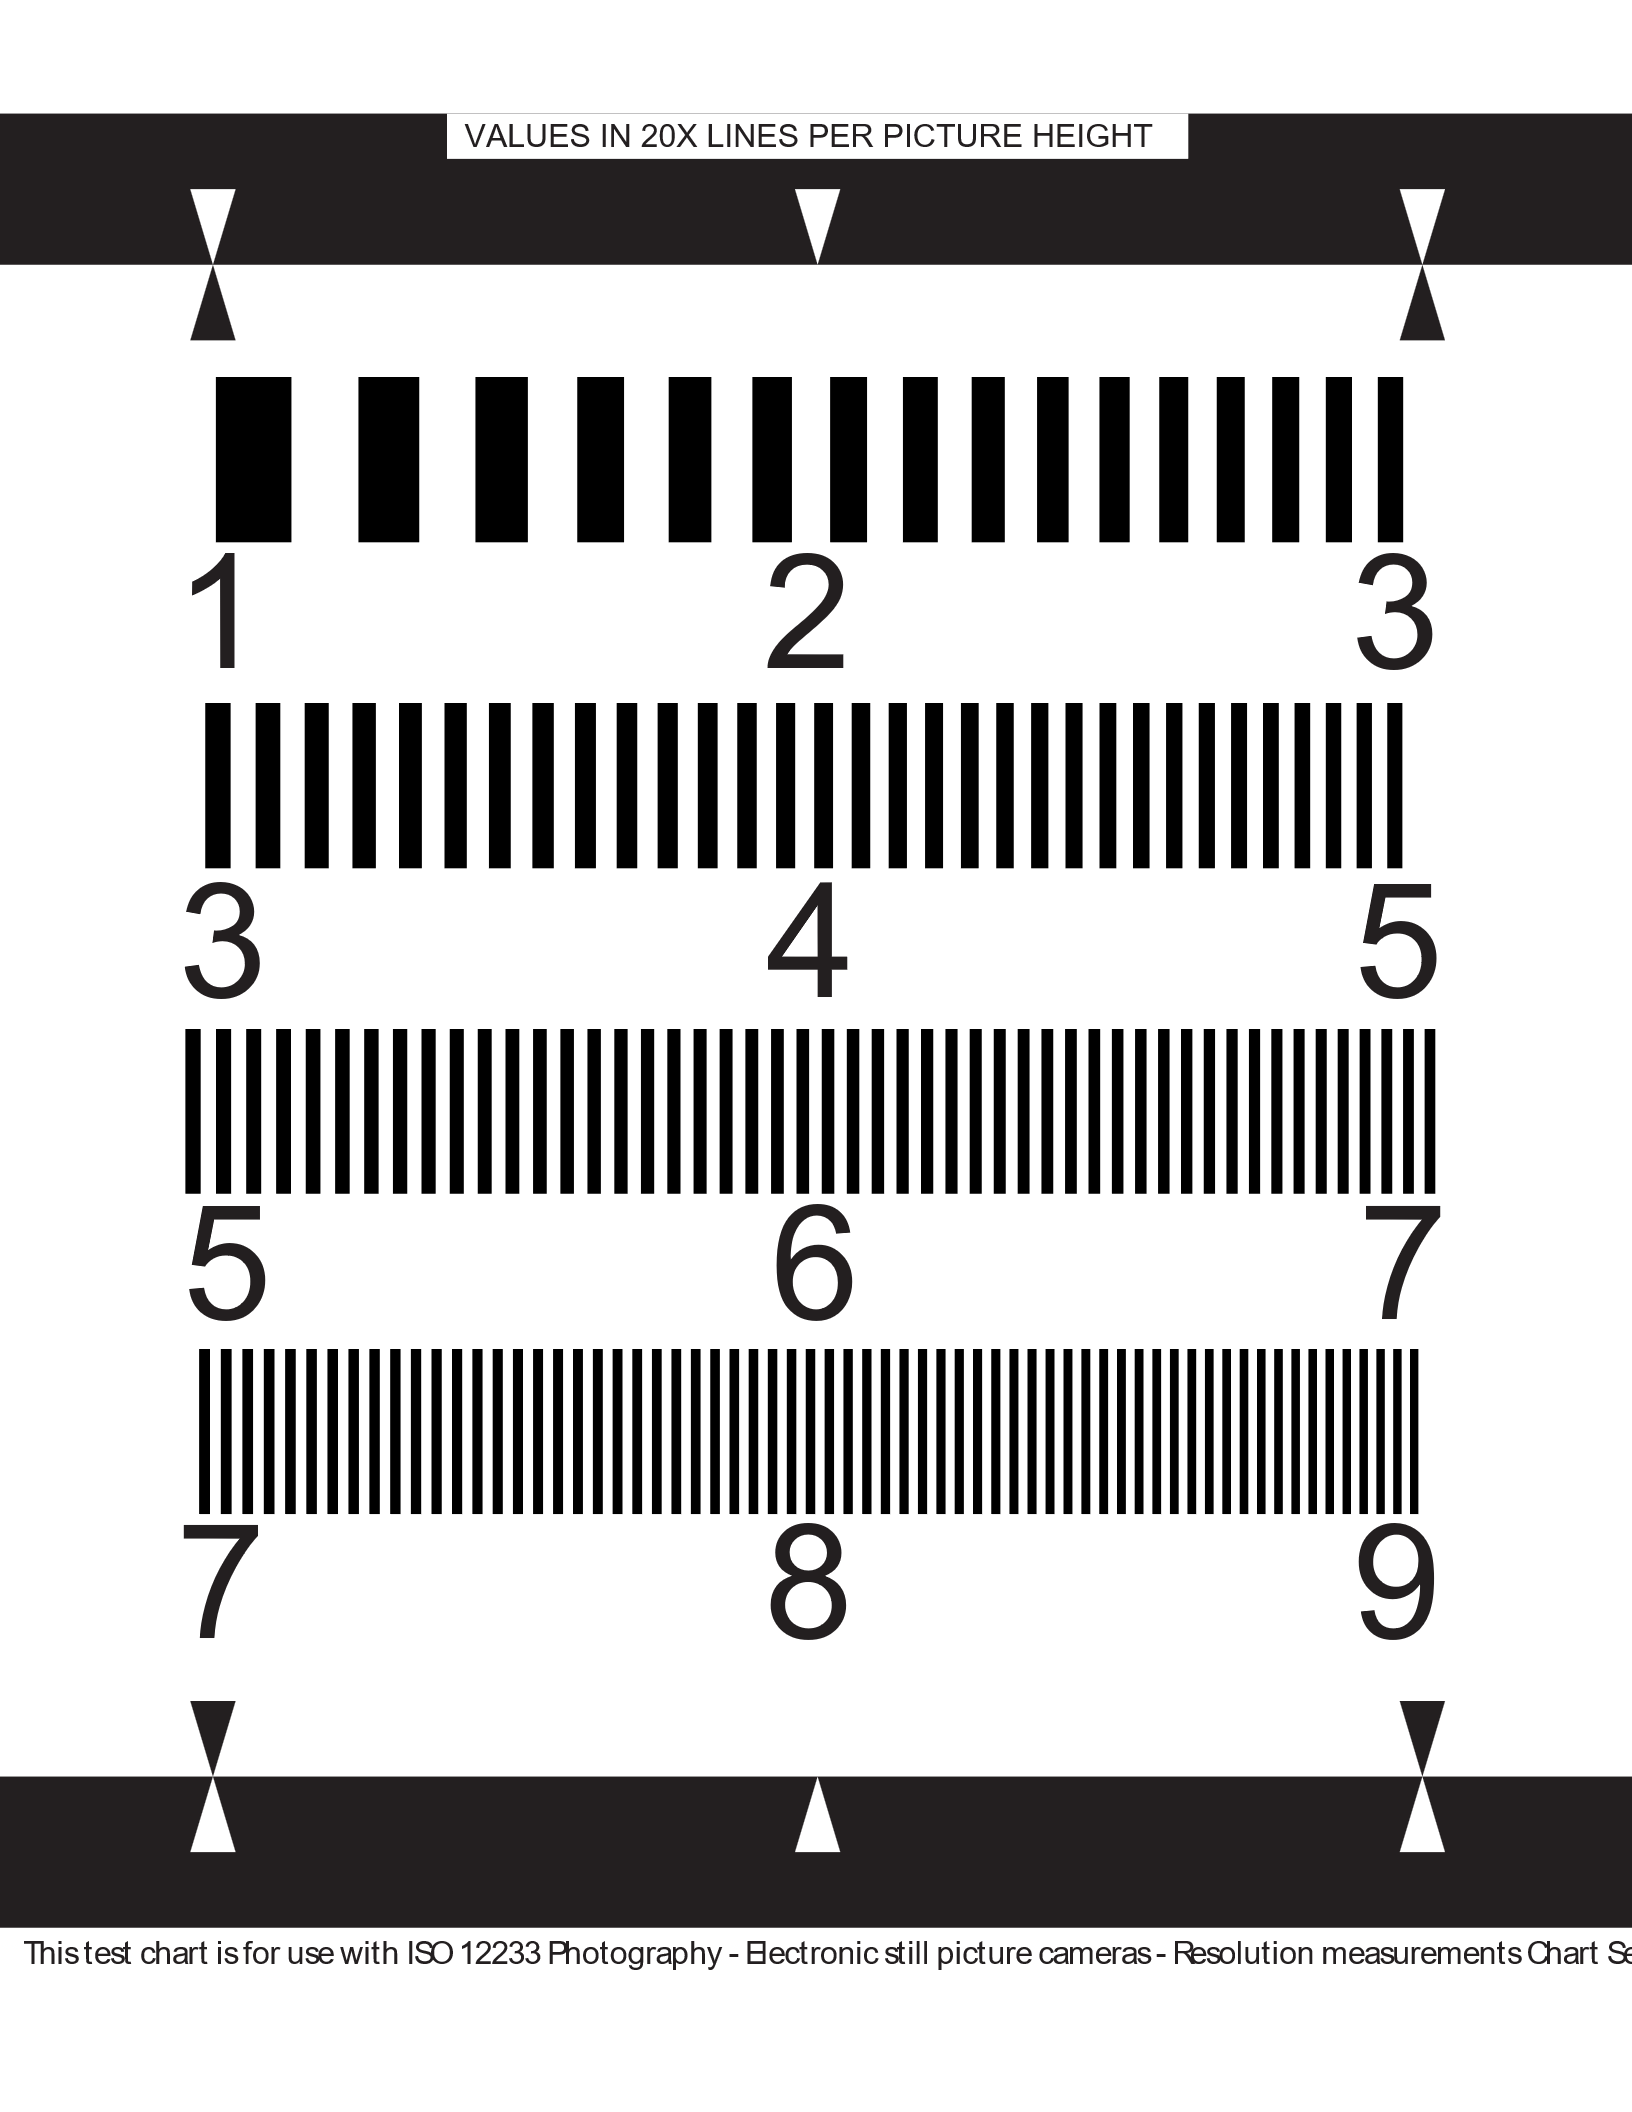 VALUES IN 20X LINES PER PICTURE HEIGHT
1 2 3
3 4 5
5 6 7
7 8 9
This test chart is for use with ISO 12233 Photography - Electronic still picture cameras - Resolution measurements Chart